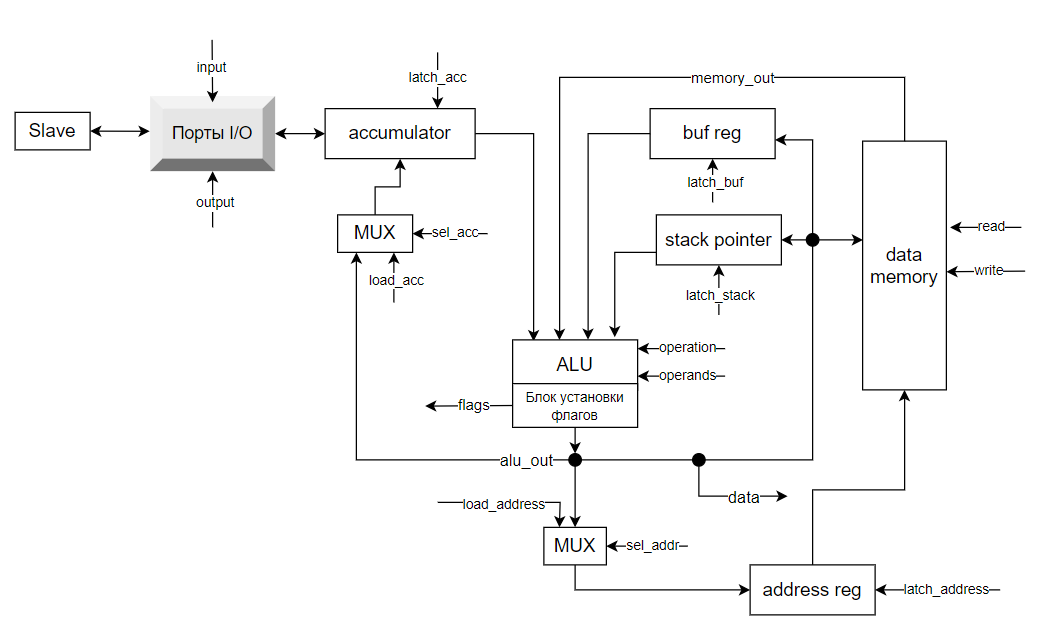 input
latch_acc
memory_out
Slave
Порты I/O
accumulator
buf reg
latch_buf
output
MUX
sel_acc
load_acc
stack pointer
latch_stack
data
memory
read
write
ALU
operation
operands
Блок установки
флагов
flags
alu_out
data
load_address
MUX
sel_addr
address reg
latch_address